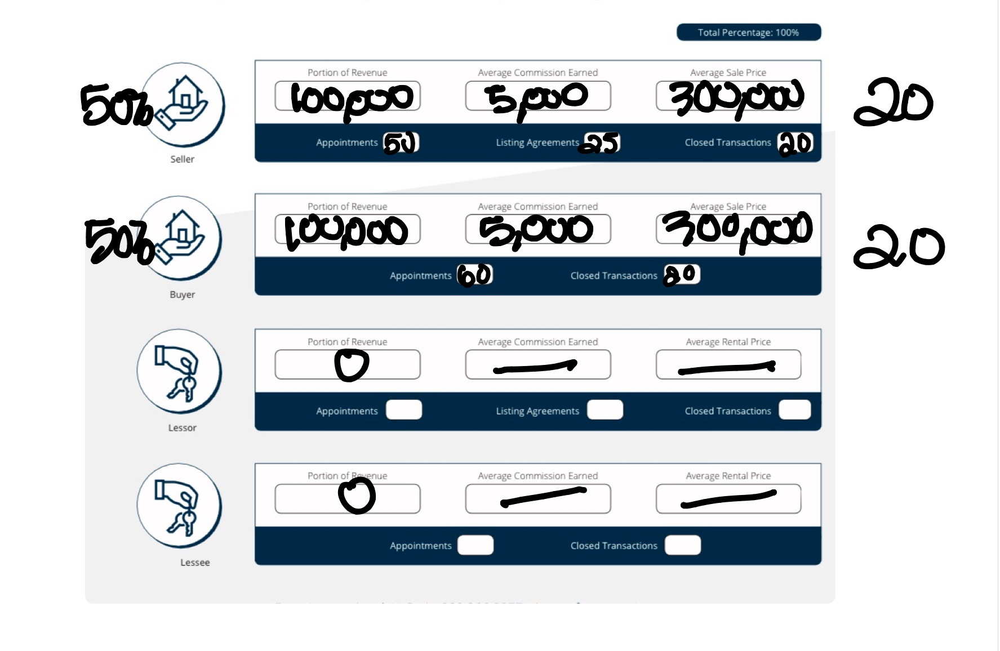 Total Percentage: 100%
Portion of Revenue Average Commission Earned Average Sale Price
50% 100,000 5,000 300,000 20
Appointments 50 Listing Agreements 25 Closed Transactions 20
Seller
Portion of Revenue Average Commission Earned Average Sale Price
50% 100,000 5,000 300,000 20
Appointments 60 Closed Transactions 20
Buyer
Portion of Revenue Average Commission Earned Average Rental Price
0
Appointments Listing Agreements Closed Transactions
Lessor
Portion of Revenue Average Commission Earned Average Rental Price
0
Appointments Closed Transactions
Lessee